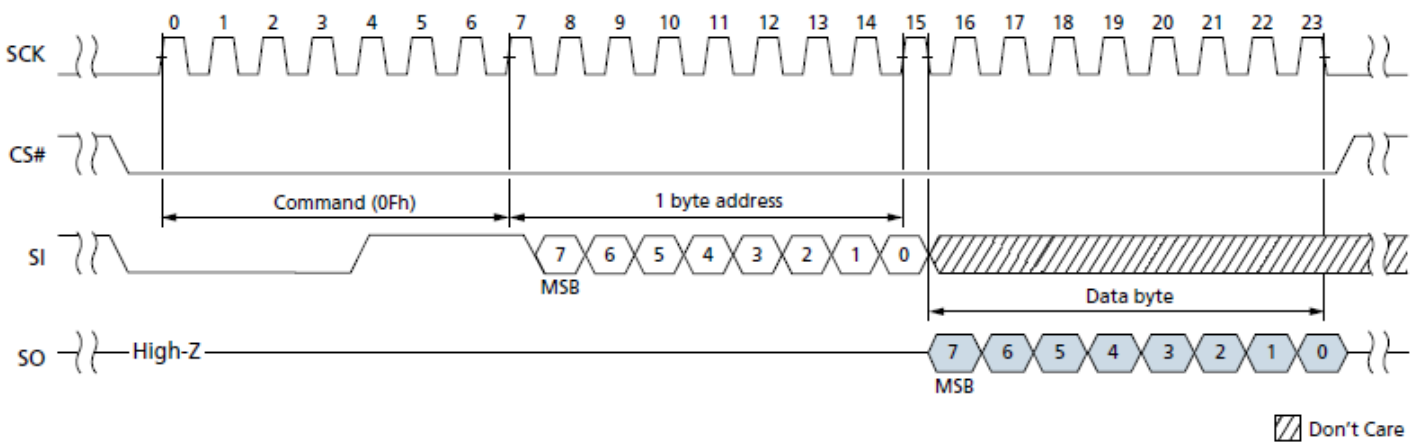 0 1 2 3 4 5 6 7 8 9 10 11 12 13 14 15 16 17 18 19 20 21 22 23
SCK
CS#
Command (0Fh) 1 byte address
SI 7 6 5 4 3 2 1 0
MSB
Data byte
SO High-Z 7 6 5 4 3 2 1 0
MSB
Don't Care